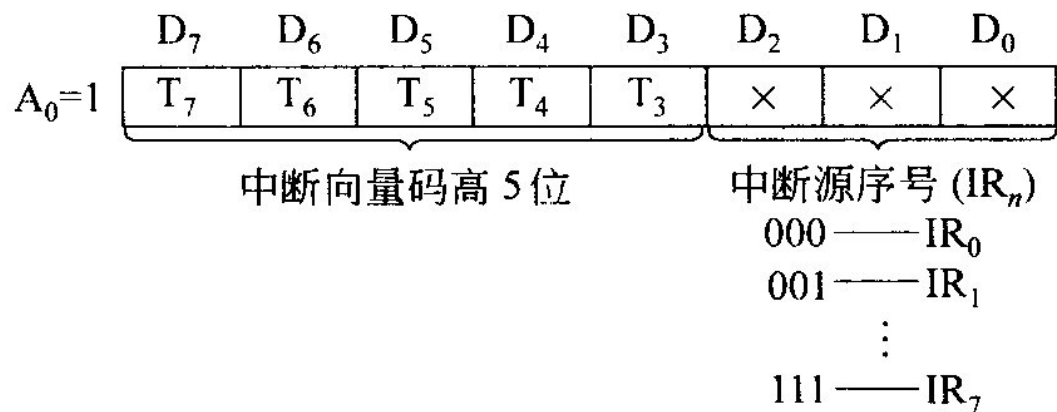 D₇ D₆ D₅ D₄ D₃ D₂ D₁ D₀
A₀=1 T₇ T₆ T₅ T₄ T₃ × × ×
中断向量码高 5 位 中断源序号 (IRₙ)
000 —— IR₀
001 —— IR₁
⋮
111 —— IR₇